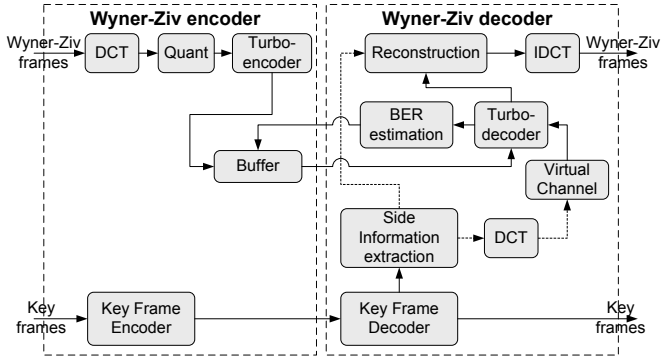 Wyner-Ziv encoder
Wyner-Ziv decoder
Wyner-Ziv
frames
DCT
Quant
Turbo-
encoder
Reconstruction
IDCT
Wyner-Ziv
frames
BER
estimation
Turbo-
decoder
Buffer
Virtual
Channel
Side
Information
extraction
DCT
Key
frames
Key Frame
Encoder
Key Frame
Decoder
Key
frames